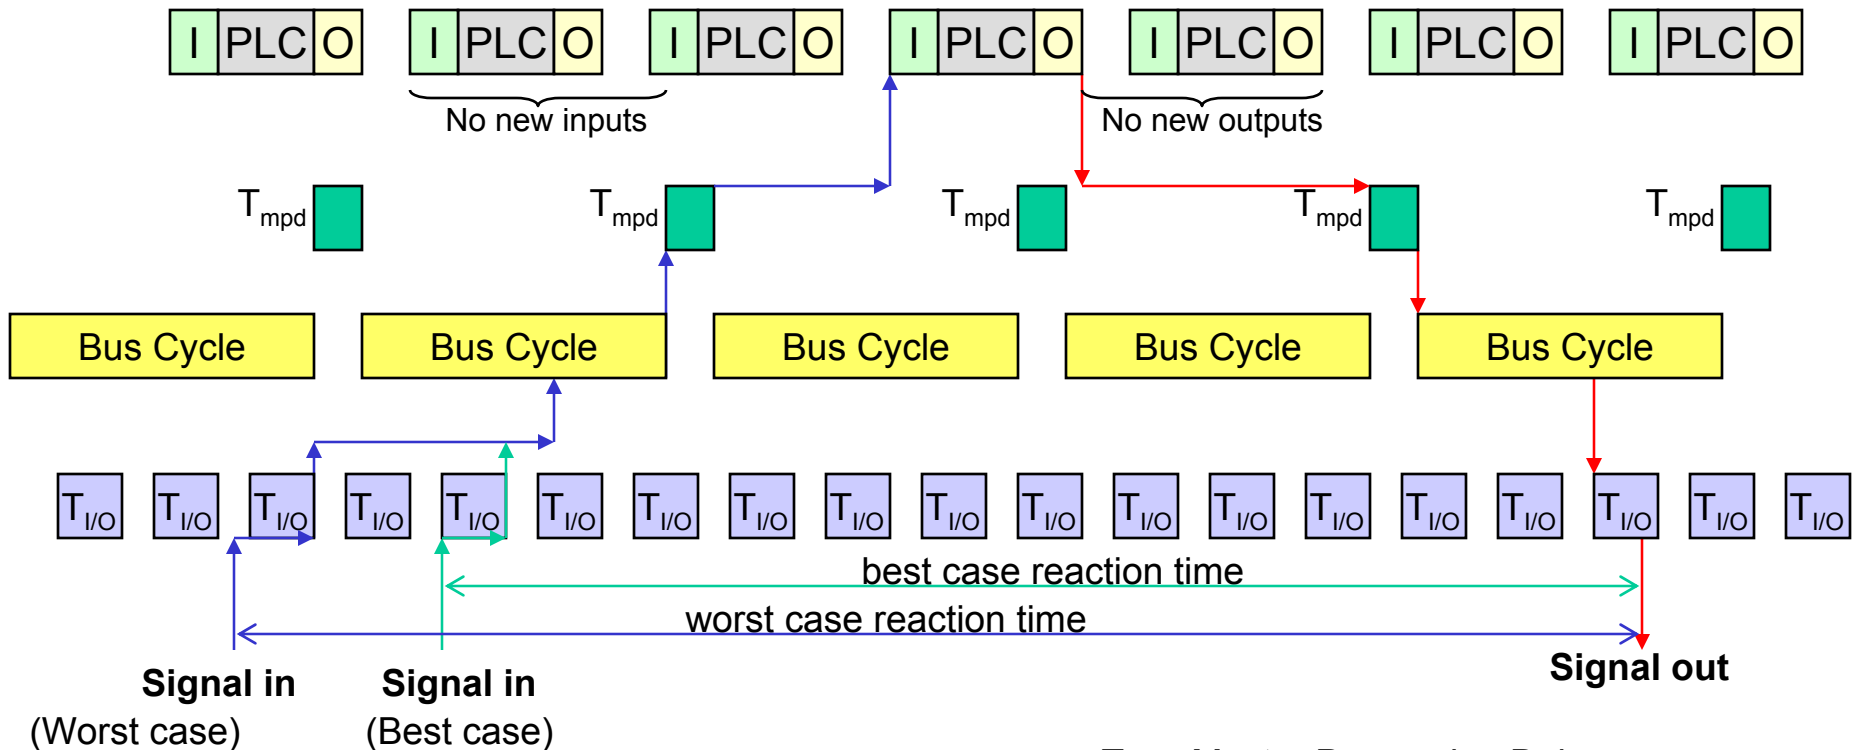 I PLC O I PLC O I PLC O I PLC O I PLC O I PLC O I PLC O
No new inputs No new outputs
Tmpd Tmpd Tmpd Tmpd Tmpd
Bus Cycle Bus Cycle Bus Cycle Bus Cycle Bus Cycle
TI/O TI/O TI/O TI/O TI/O TI/O TI/O TI/O TI/O TI/O TI/O TI/O TI/O TI/O TI/O TI/O TI/O TI/O TI/O
best case reaction time
worst case reaction time
Signal in Signal in Signal out
(Worst case) (Best case)